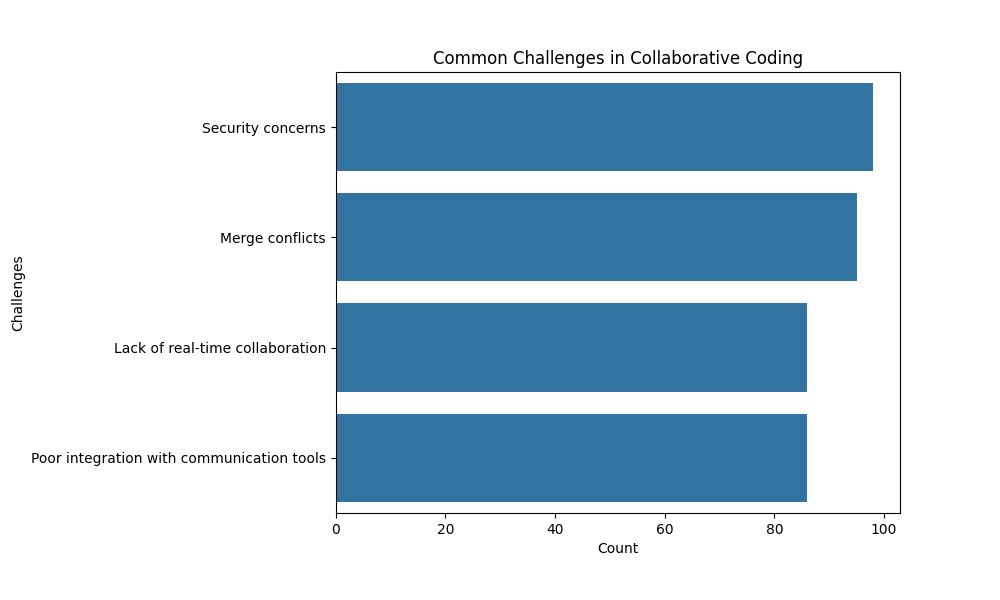 Common Challenges in Collaborative Coding
Challenges
Security concerns
Merge conflicts
Lack of real-time collaboration
Poor integration with communication tools
0 20 40 60 80 100
Count